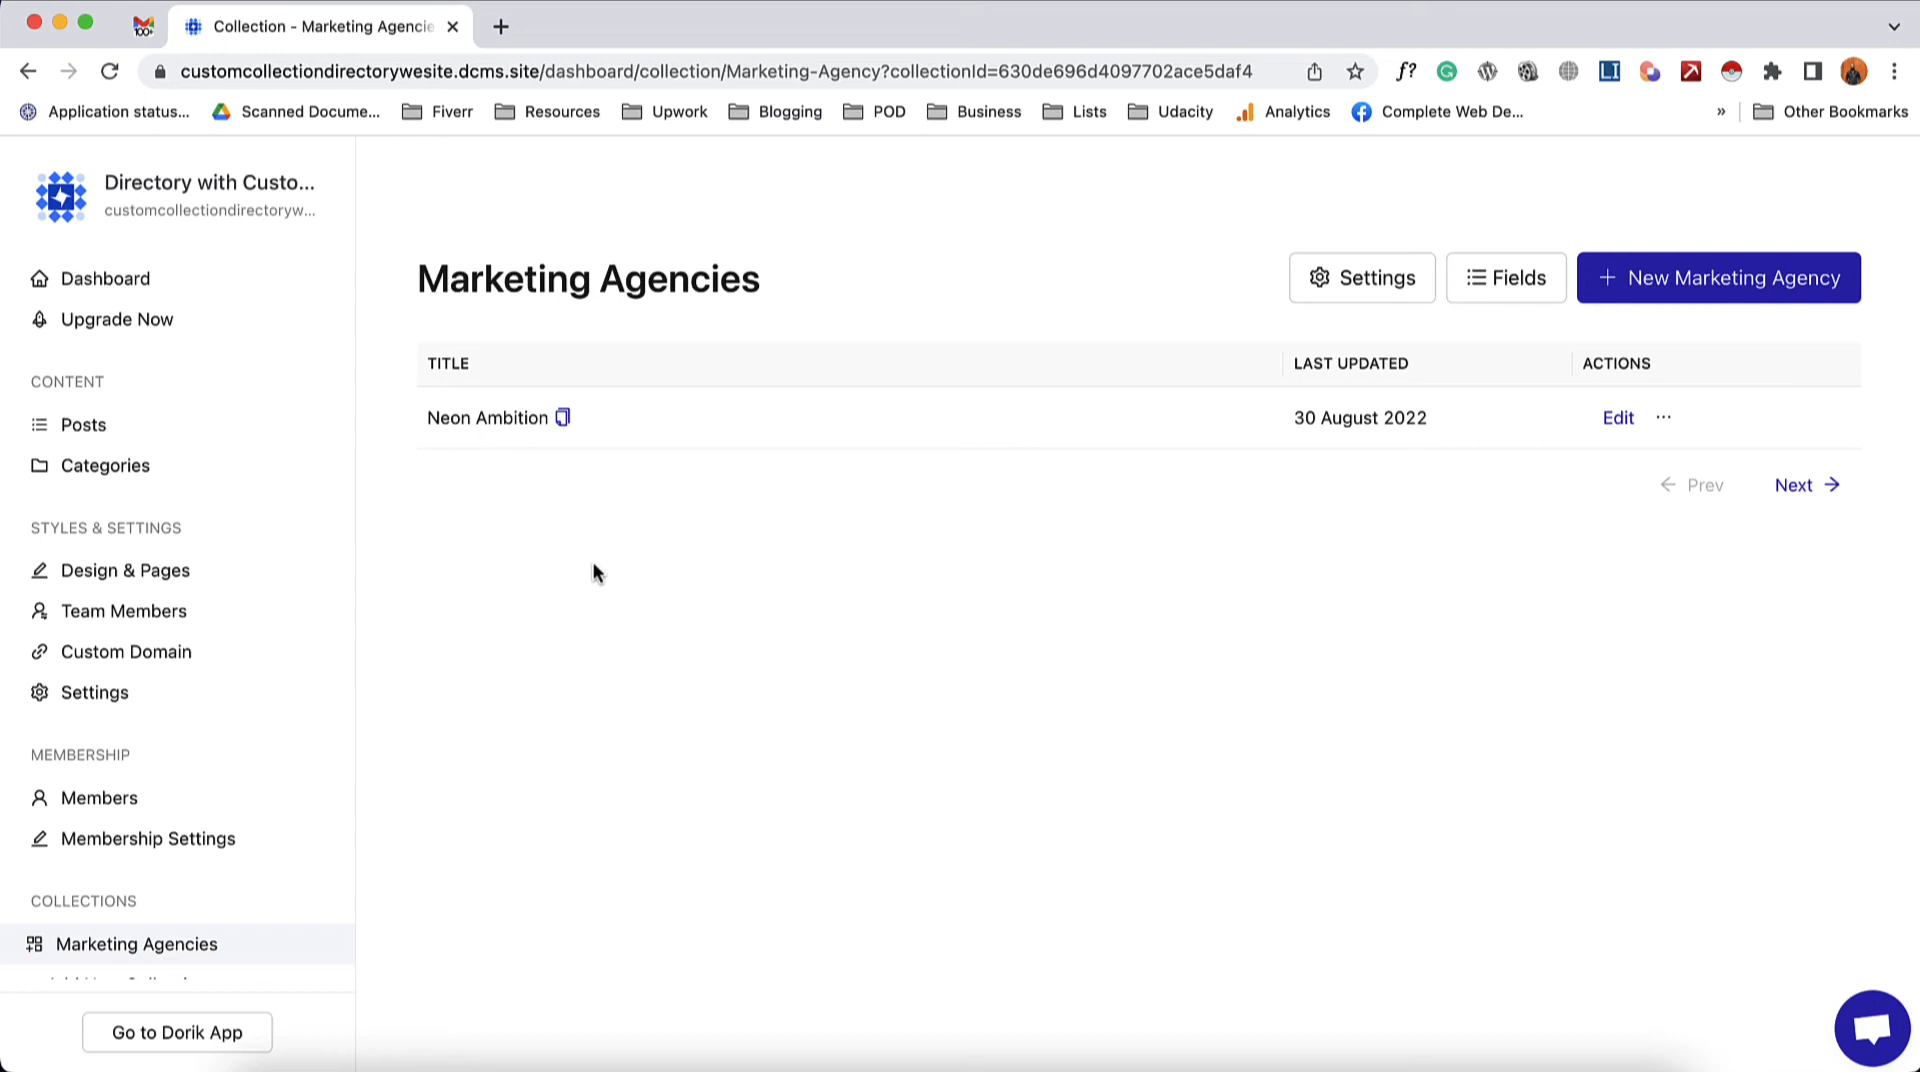 100+
Collection - Marketing Agencie
customcollectiondirectorywesite.dcms.site/dashboard/collection/Marketing-Agency?collectionId=630de696d4097702ace5daf4
f?
LI
Application status...
Scanned Docume...
Fiverr
Resources
Upwork
Blogging
POD
Business
Lists
Udacity
Analytics
Complete Web De...
»
Other Bookmarks
Directory with Custo...
customcollectiondirectoryw...
Dashboard
Upgrade Now
CONTENT
Posts
Categories
STYLES & SETTINGS
Design & Pages
Team Members
Custom Domain
Settings
MEMBERSHIP
Members
Membership Settings
COLLECTIONS
Marketing Agencies
Go to Dorik App
Marketing Agencies
Settings
Fields
+ New Marketing Agency
TITLE
LAST UPDATED
ACTIONS
Neon Ambition
30 August 2022
Edit ...
← Prev
Next →